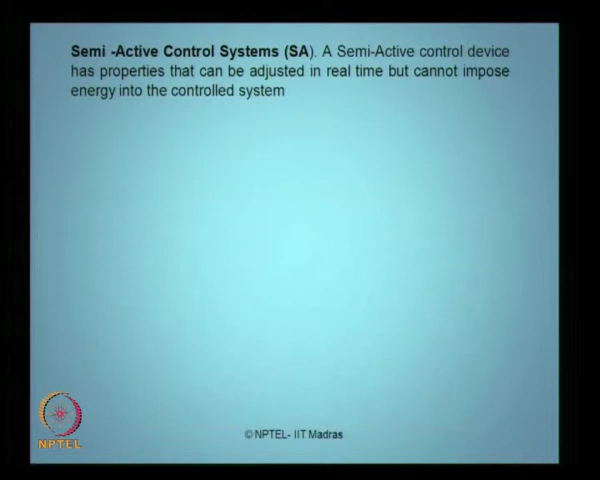 Semi -Active Control Systems (SA). A Semi-Active control device
has properties that can be adjusted in real time but cannot impose
energy into the controlled system
NPTEL
© NPTEL- IIT Madras